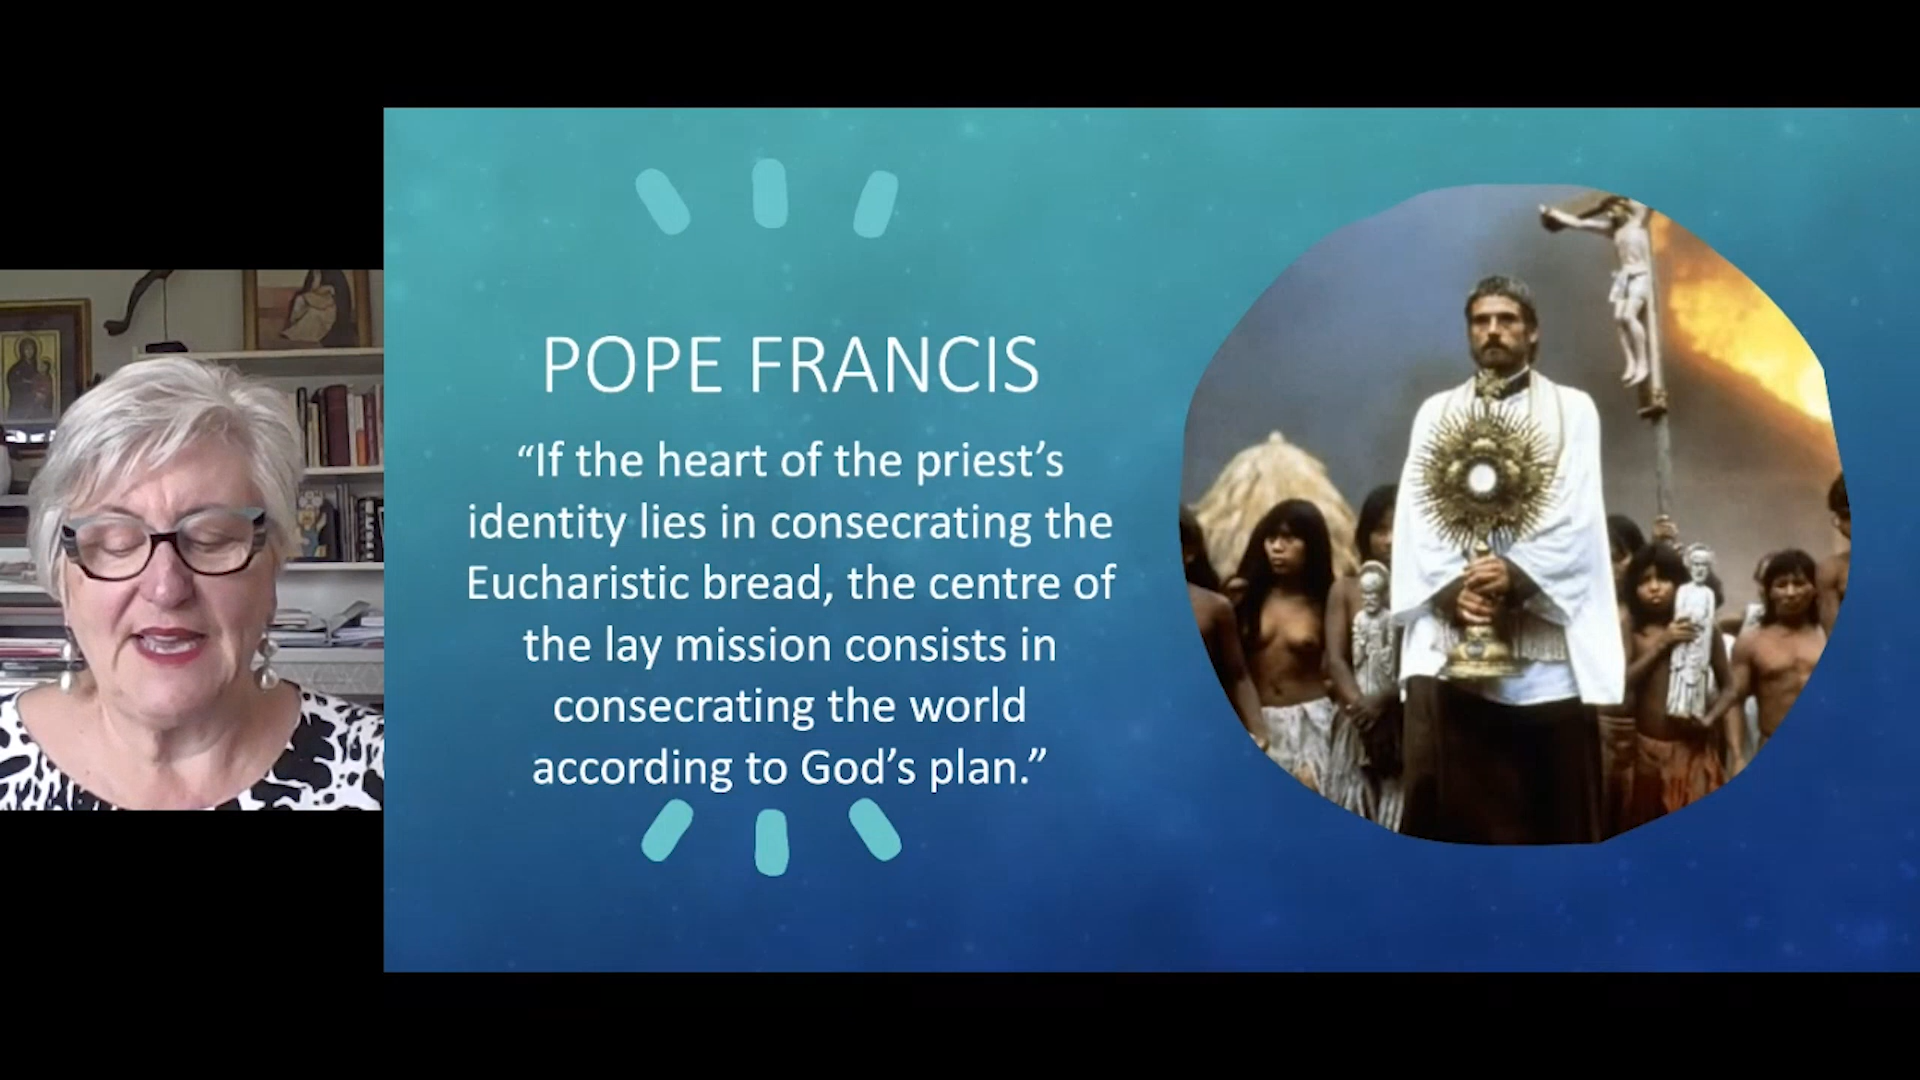 POPE FRANCIS
“If the heart of the priest’s
identity lies in consecrating the
Eucharistic bread, the centre of
the lay mission consists in
consecrating the world
according to God’s plan.”